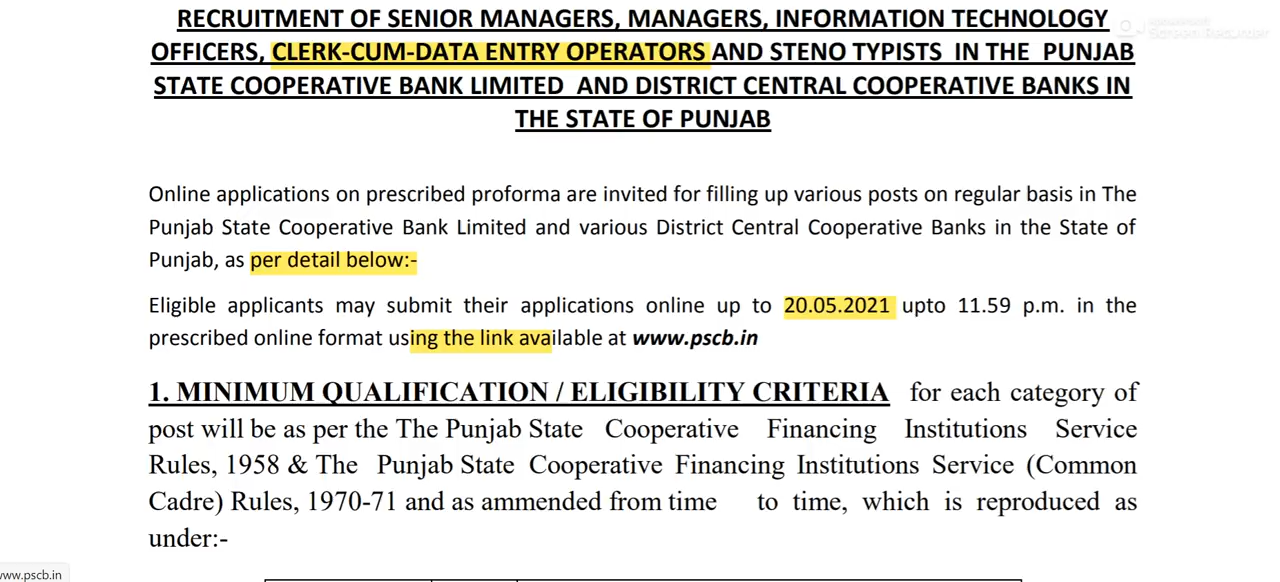 RECRUITMENT OF SENIOR MANAGERS, MANAGERS, INFORMATION TECHNOLOGY
OFFICERS, CLERK-CUM-DATA ENTRY OPERATORS AND STENO TYPISTS IN THE PUNJAB
STATE COOPERATIVE BANK LIMITED AND DISTRICT CENTRAL COOPERATIVE BANKS IN
THE STATE OF PUNJAB
Screen Recorder
Online applications on prescribed proforma are invited for filling up various posts on regular basis in The
Punjab State Cooperative Bank Limited and various District Central Cooperative Banks in the State of
Punjab, as per detail below:-
Eligible applicants may submit their applications online up to 20.05.2021 upto 11.59 p.m. in the
prescribed online format using the link available at www.pscb.in
1. MINIMUM QUALIFICATION / ELIGIBILITY CRITERIA for each category of
post will be as per the The Punjab State Cooperative Financing Institutions Service
Rules, 1958 & The Punjab State Cooperative Financing Institutions Service (Common
Cadre) Rules, 1970-71 and as ammended from time to time, which is reproduced as
under:-
www.pscb.in